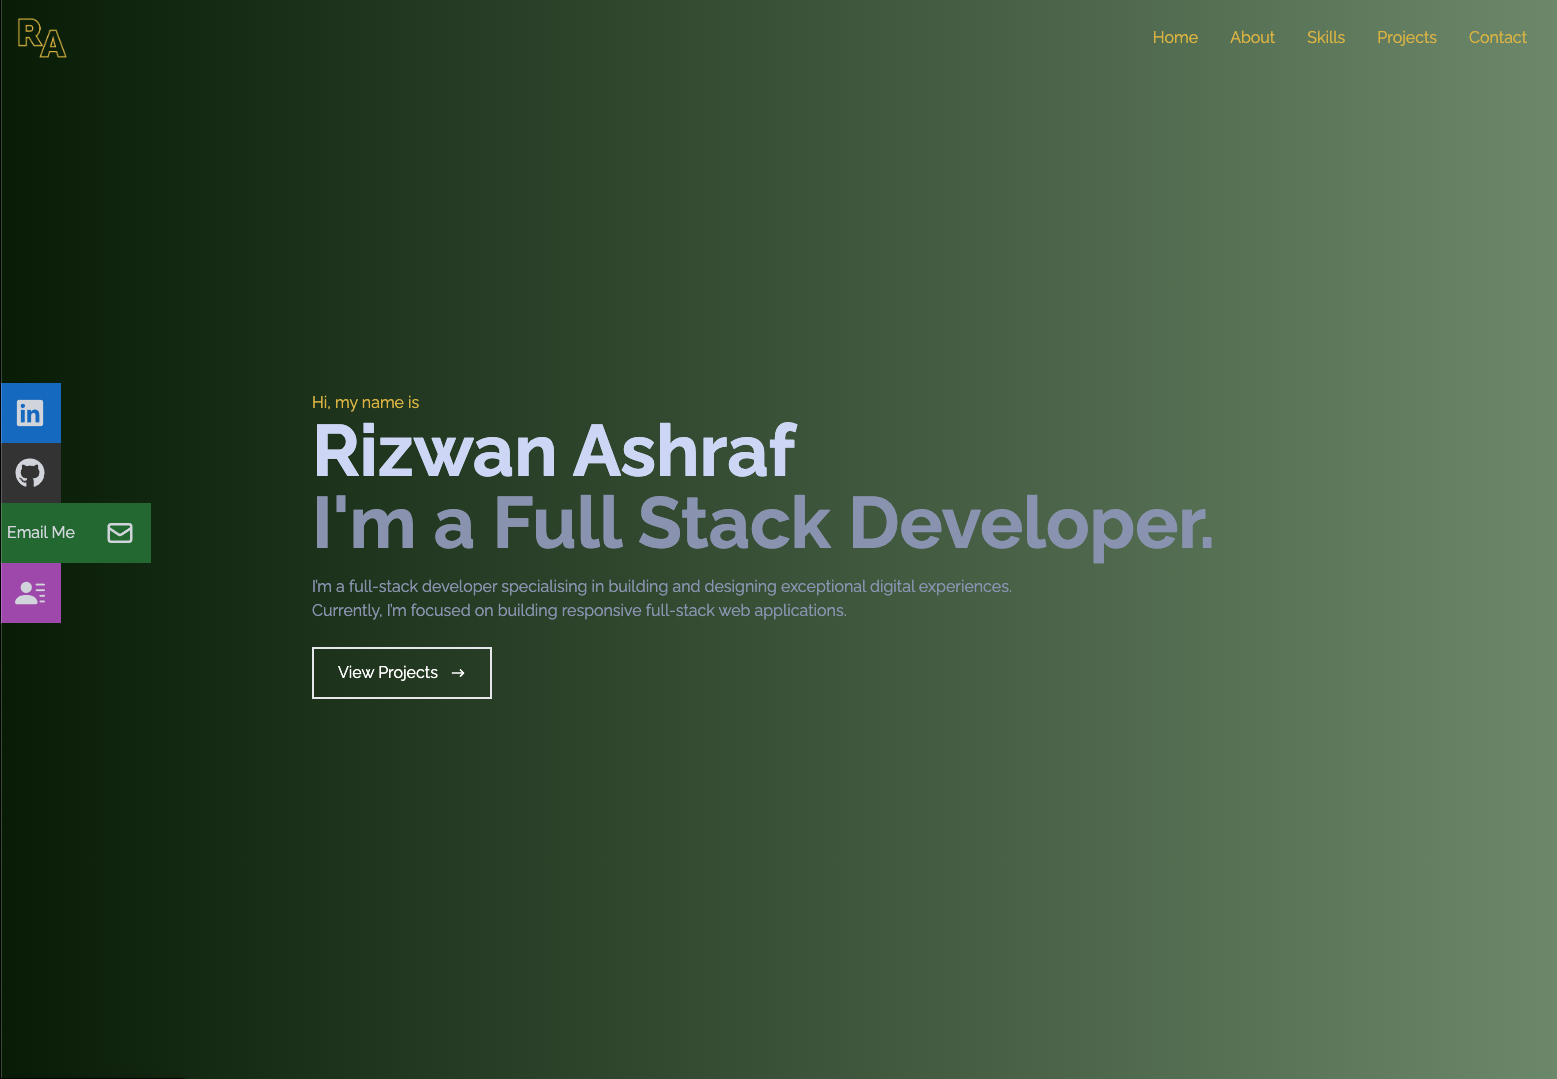 RA
Home About Skills Projects Contact
Hi, my name is
Rizwan Ashraf
I'm a Full Stack Developer.
Email Me
I'm a full-stack developer specialising in building and designing exceptional digital experiences.
Currently, I'm focused on building responsive full-stack web applications.
View Projects →
in